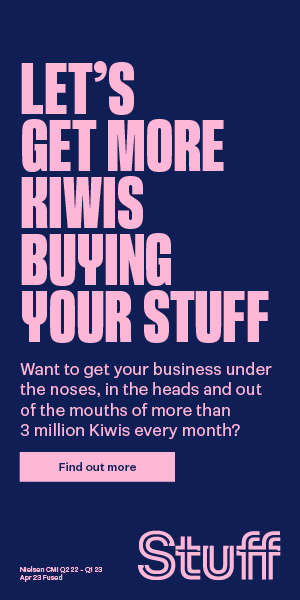 LET'S
GET MORE
KIWIS
BUYING
YOUR STUFF
Want to get your business under
the noses, in the heads and out
of the mouths of more than
3 million Kiwis every month?
Find out more
Stuff
Nielsen CMI Q2 22 - Q1 23
Apr 23 Fused